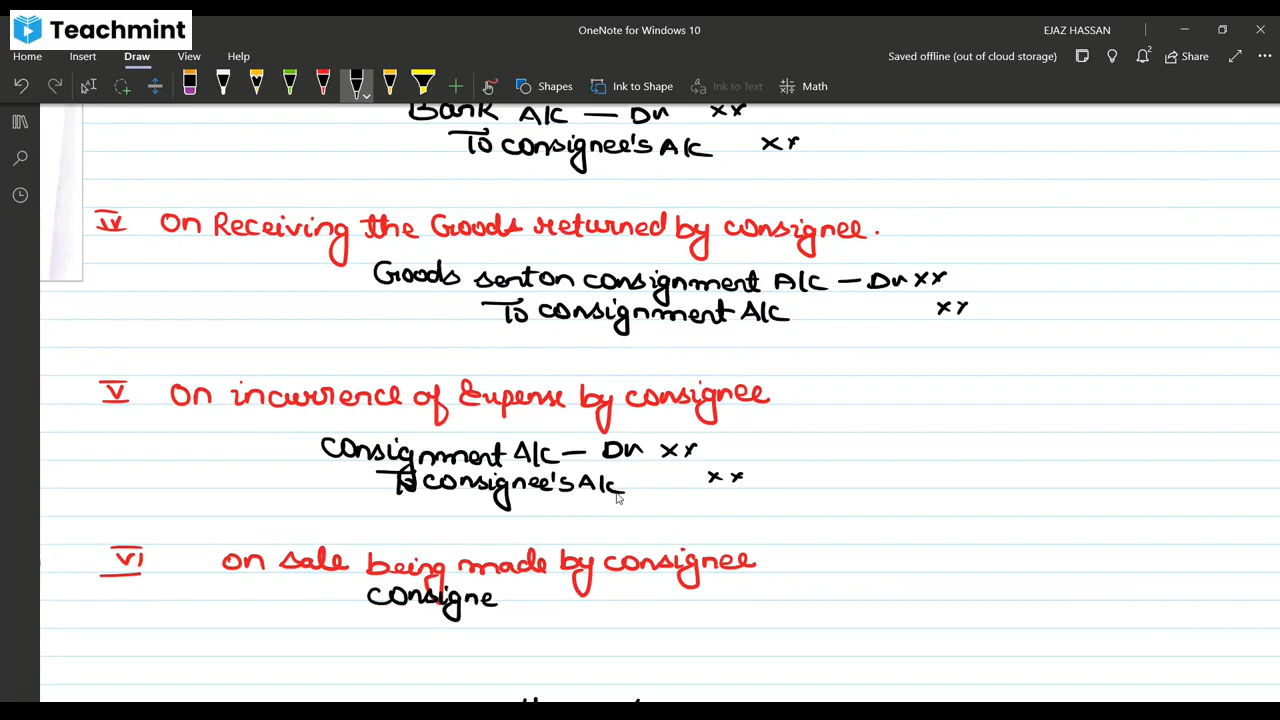 Teachmint
OneNote for Windows 10
EJAZ HASSAN
Home Insert Draw View Help
Saved offline (out of cloud storage)
Share
Shapes
Ink to Shape
Ink to Text
Math
Bank A/C — Dr xx
To consignee's A/C xx
IV On Receiving the Goods returned by consignee.
Goods sent on consignment A/C — Dr xx
To consignment A/C xx
V On incurrence of Expense by consignee
Consignment A/C — Dr xx
To consignee's A/C xx
VI on sale being made by consignee
consigne